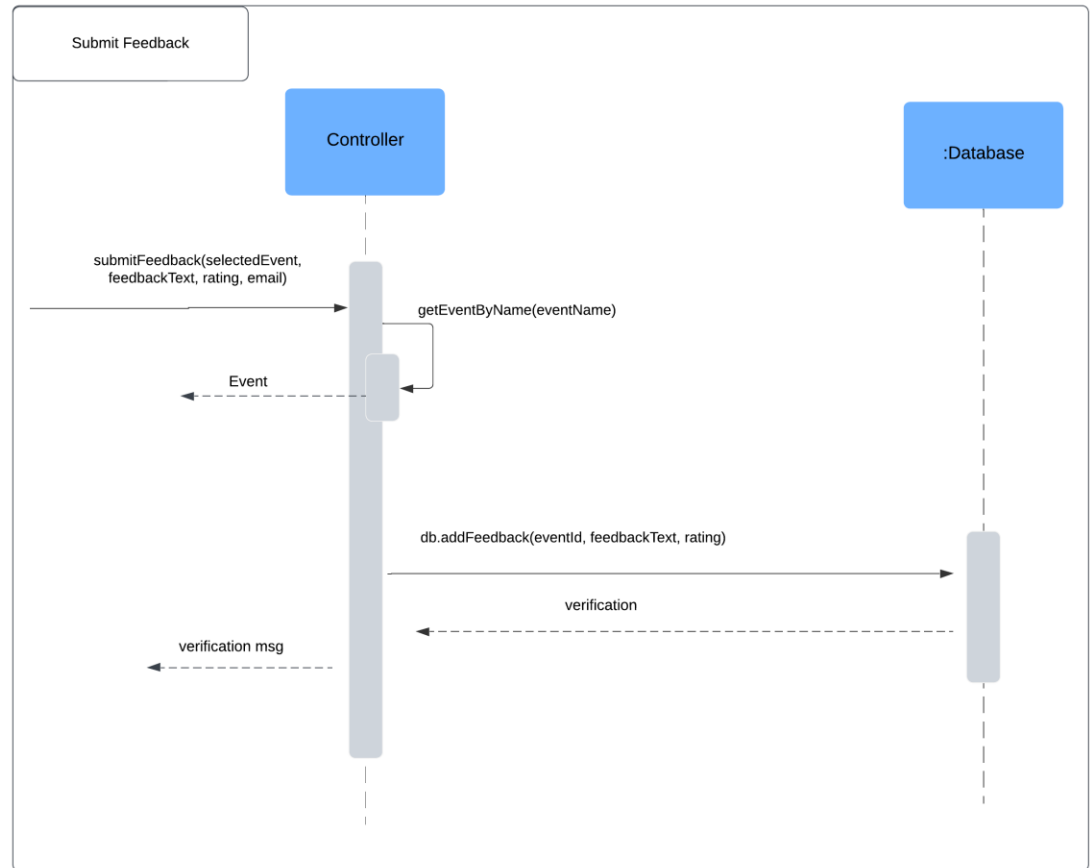 Submit Feedback
Controller
:Database
submitFeedback(selectedEvent,
feedbackText, rating, email)
getEventByName(eventName)
Event
db.addFeedback(eventId, feedbackText, rating)
verification
verification msg